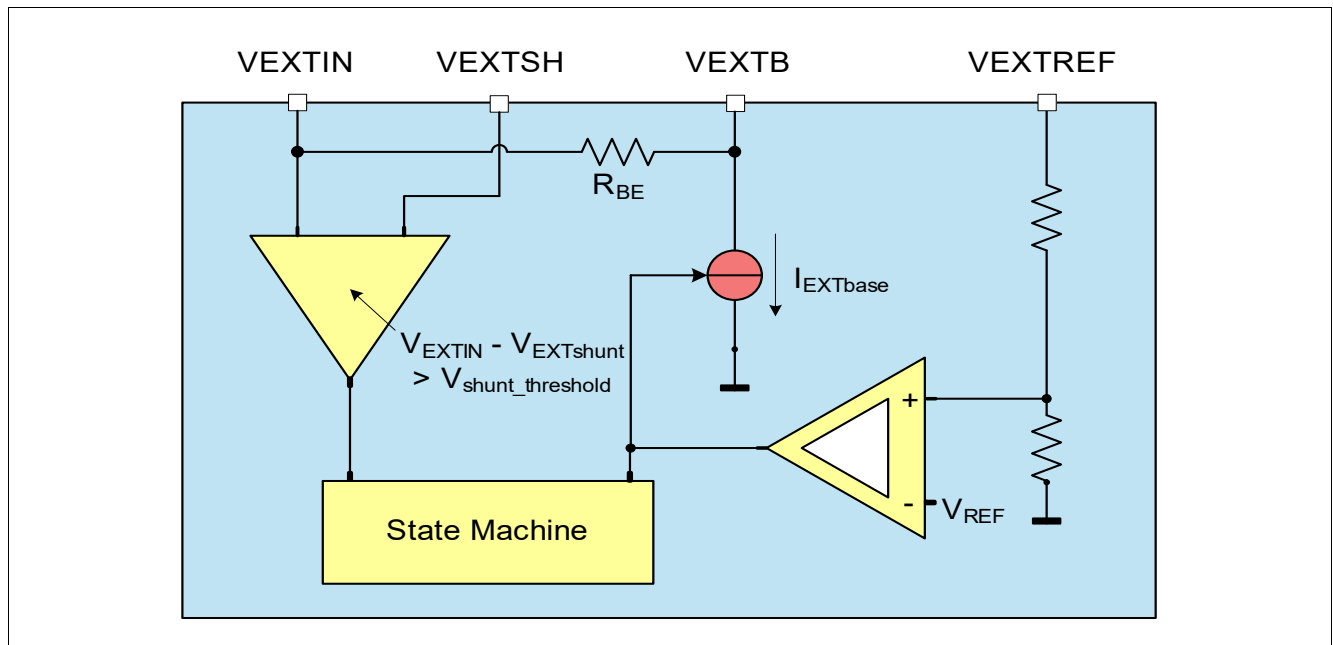 VEXTIN VEXTSH VEXTB VEXTREF
RBE
IEXTbase
VEXTIN - VEXTshunt
> Vshunt_threshold
+
- VREF
State Machine